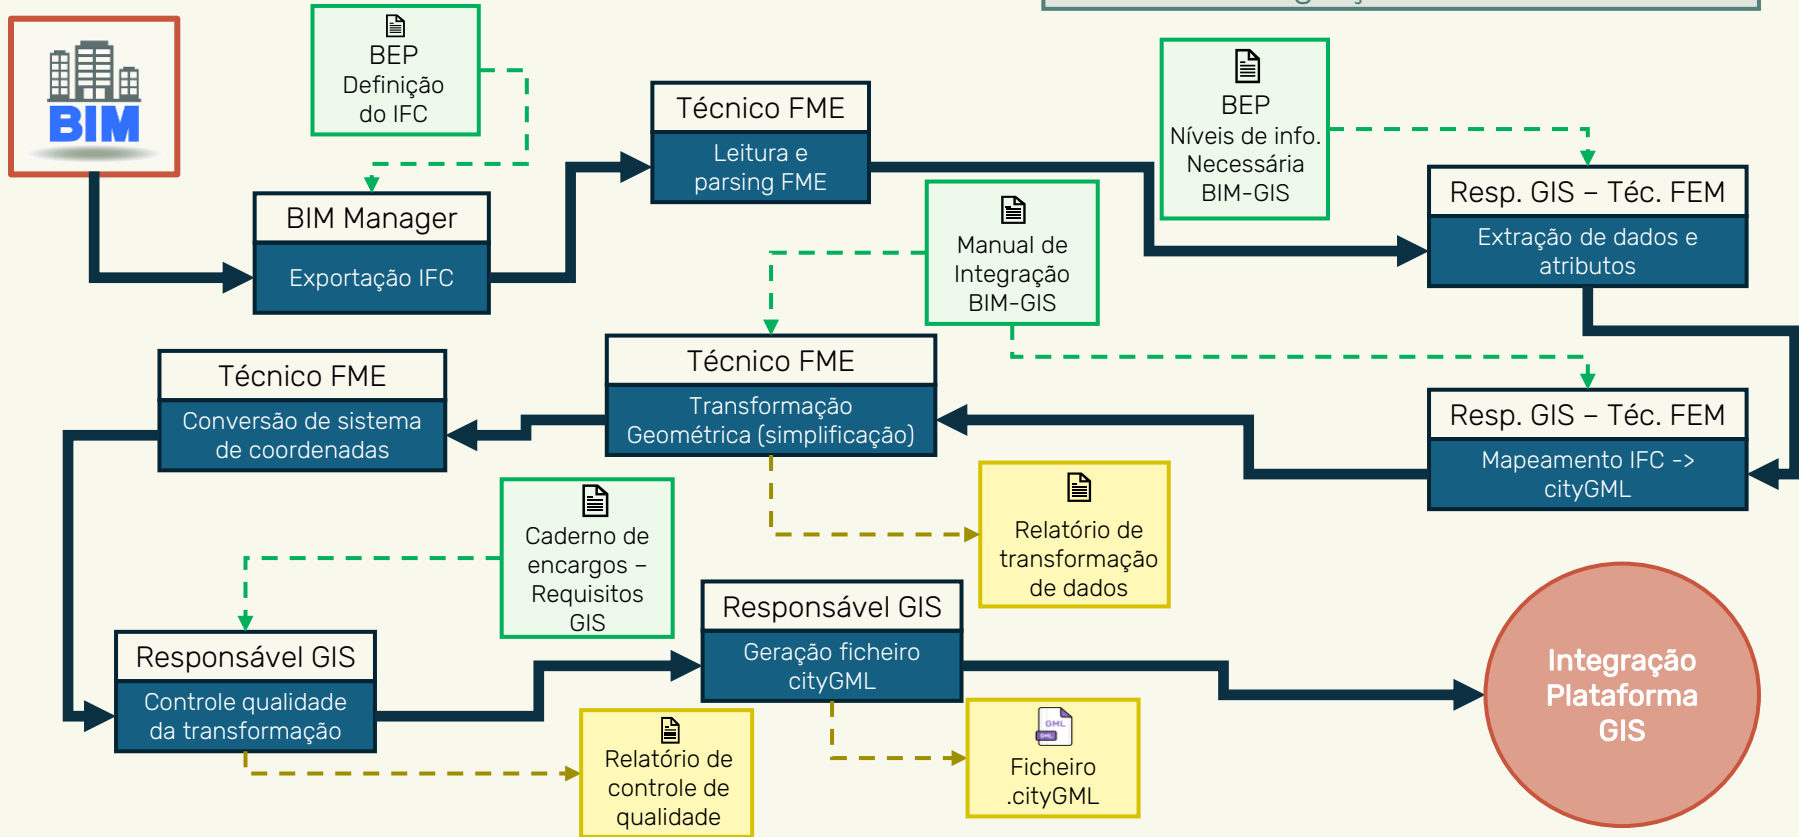 BIM
BEP
Definição
do IFC
BIM Manager
Exportação IFC
Técnico FME
Leitura e
parsing FME
BEP
Níveis de info.
Necessária
BIM-GIS
Resp. GIS – Téc. FEM
Extração de dados e
atributos
Manual de
Integração
BIM-GIS
Resp. GIS – Téc. FEM
Mapeamento IFC ->
cityGML
Técnico FME
Transformação
Geométrica (simplificação)
Relatório de
transformação
de dados
Técnico FME
Conversão de sistema
de coordenadas
Caderno de
encargos –
Requisitos
GIS
Responsável GIS
Controle qualidade
da transformação
Relatório de
controle de
qualidade
Responsável GIS
Geração ficheiro
cityGML
GML
GML
Ficheiro
.cityGML
Integração
Plataforma
GIS